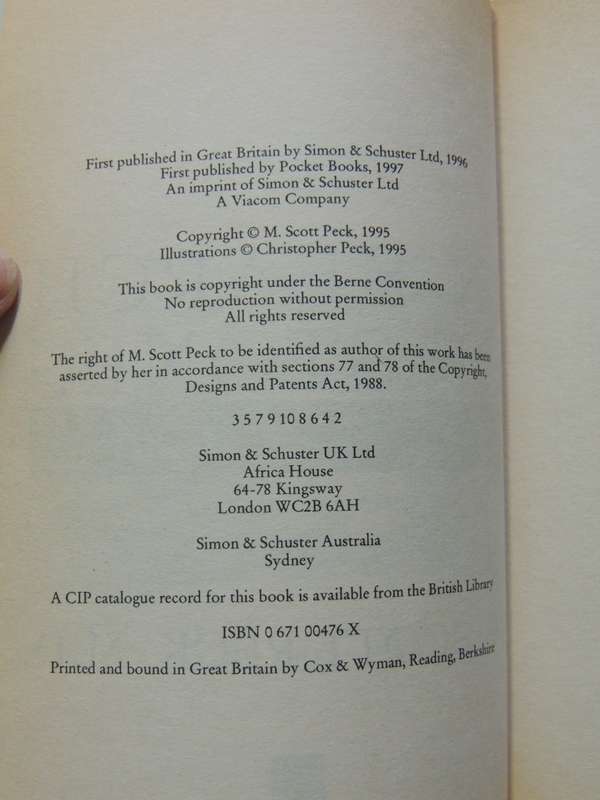 First published in Great Britain by Simon & Schuster Ltd, 1996
First published by Pocket Books, 1997
An imprint of Simon & Schuster Ltd
A Viacom Company
Copyright © M. Scott Peck, 1995
Illustrations © Christopher Peck, 1995
This book is copyright under the Berne Convention
No reproduction without permission
All rights reserved
The right of M. Scott Peck to be identified as author of this work has been
asserted by her in accordance with sections 77 and 78 of the Copyright,
Designs and Patents Act, 1988.
3 5 7 9 10 8 6 4 2
Simon & Schuster UK Ltd
Africa House
64-78 Kingsway
London WC2B 6AH
Simon & Schuster Australia
Sydney
A CIP catalogue record for this book is available from the British Library
ISBN 0 671 00476 X
Printed and bound in Great Britain by Cox & Wyman, Reading, Berkshire